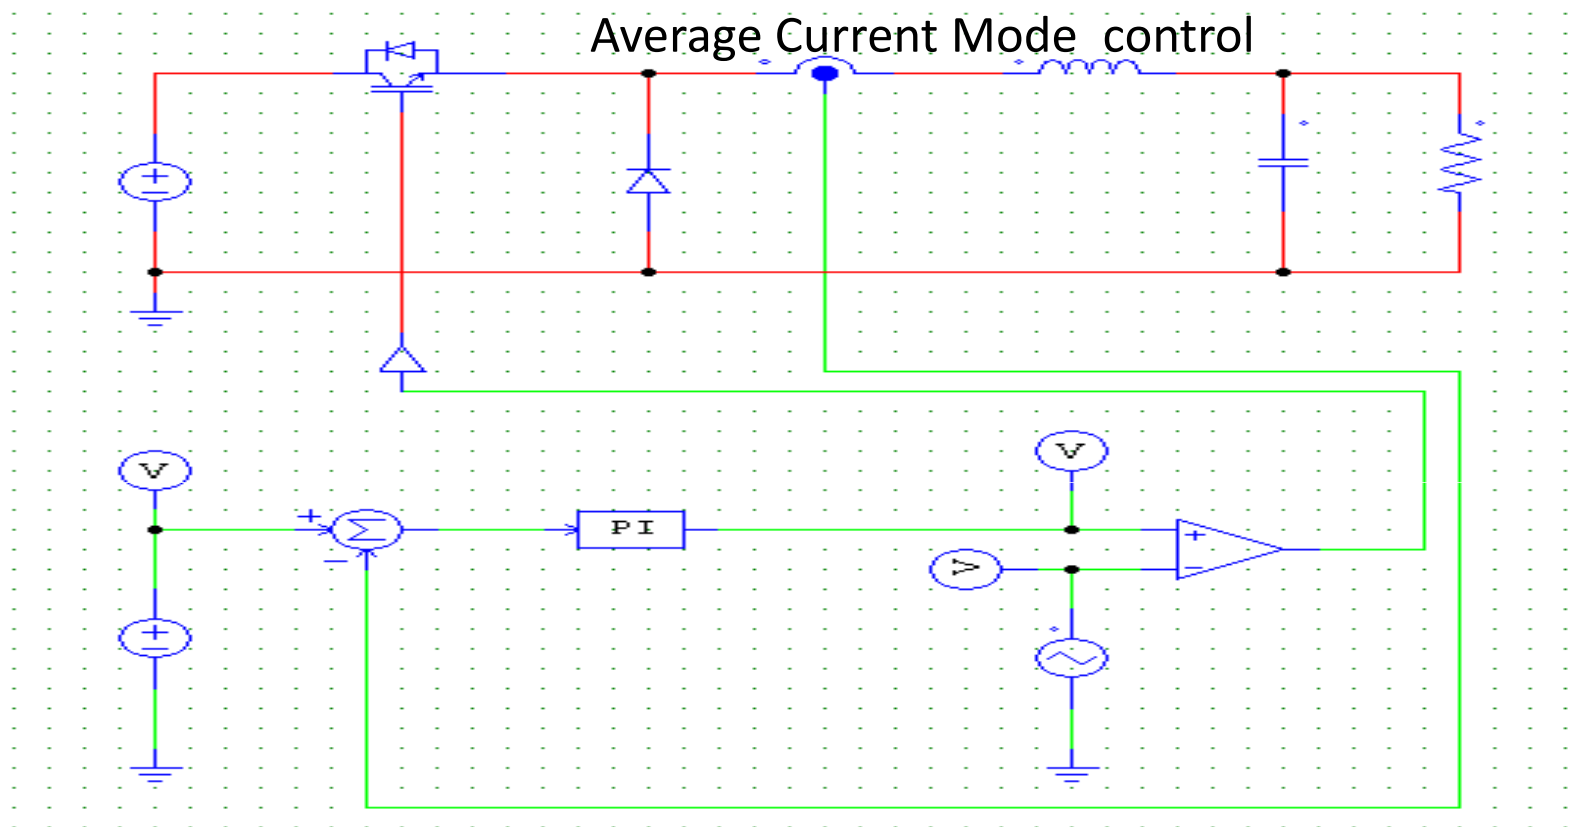 Average Current Mode control
+
−
V
V
+
Σ
−
PI
+
−
V
+
−